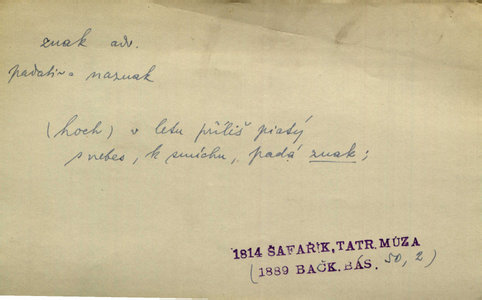 znak adv.
padati - naznak
(hoch) v letu příliš piatý
s nebes, k smíchu, padá znak;
1814 ŠAFAŘÍK, TATR. MÚZA
(1889 BAČK. BÁS. 50, 2)